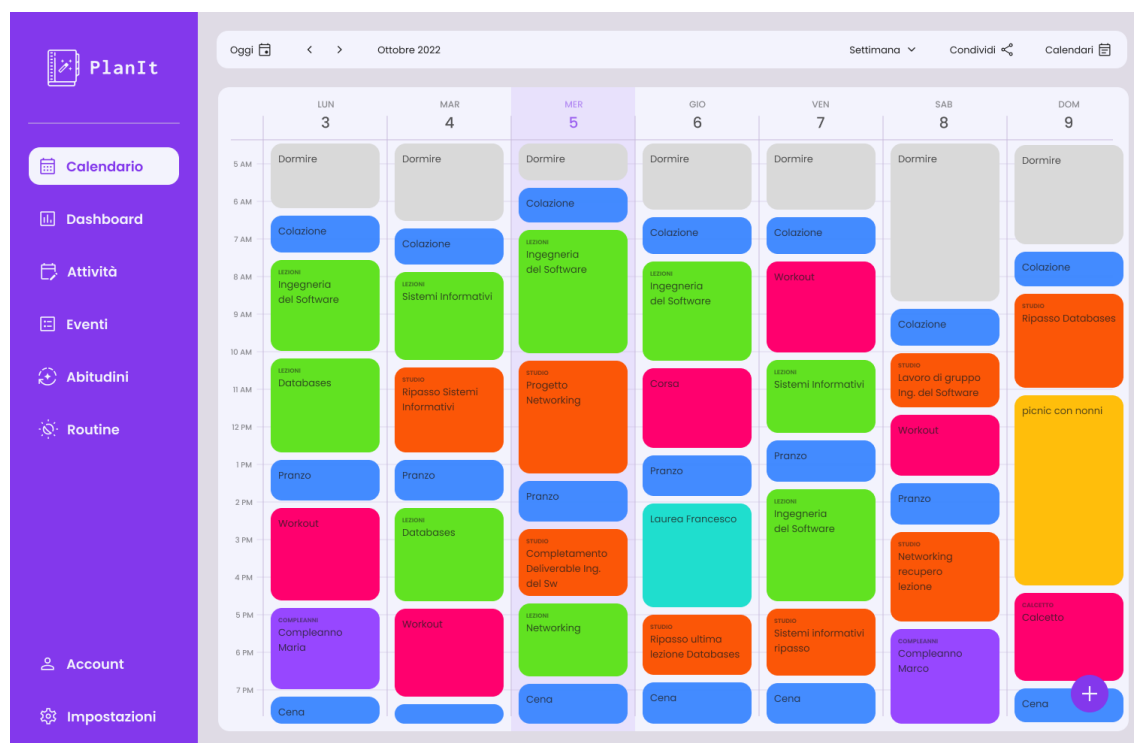 PlanIt
Calendario
Dashboard
Attività
Eventi
Abitudini
Routine
Account
Impostazioni
Oggi
Ottobre 2022
Settimana
Condividi
Calendari
LUN
3
MAR
4
MER
5
GIO
6
VEN
7
SAB
8
DOM
9
5 AM
6 AM
7 AM
8 AM
9 AM
10 AM
11 AM
12 PM
1 PM
2 PM
3 PM
4 PM
5 PM
6 PM
7 PM
Dormire
Colazione
LEZIONI
Ingegneria
del Software
LEZIONI
Databases
Pranzo
Workout
COMPLEANNI
Compleanno
Maria
Cena
Dormire
Colazione
LEZIONI
Sistemi Informativi
STUDIO
Ripasso Sistemi
Informativi
Pranzo
LEZIONI
Databases
Workout
Dormire
Colazione
LEZIONI
Ingegneria
del Software
STUDIO
Progetto
Networking
Pranzo
STUDIO
Completamento
Deliverable Ing.
del Sw
LEZIONI
Networking
Cena
Dormire
Colazione
LEZIONI
Ingegneria
del Software
Corsa
Pranzo
Laurea Francesco
STUDIO
Ripasso ultima
lezione Databases
Cena
Dormire
Colazione
Workout
LEZIONI
Sistemi Informativi
Pranzo
LEZIONI
Ingegneria
del Software
STUDIO
Sistemi informativi
ripasso
Cena
Dormire
Colazione
STUDIO
Lavoro di gruppo
Ing. del Software
Workout
Pranzo
STUDIO
Networking
recupero
lezione
COMPLEANNI
Compleanno
Marco
Dormire
Colazione
STUDIO
Ripasso Databases
picnic con nonni
CALCETTO
Calcetto
Cena